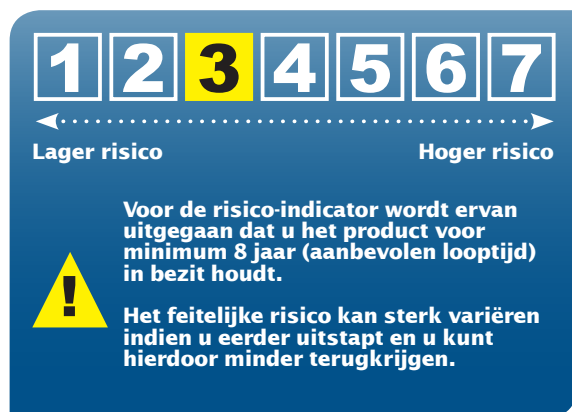 1 2 3 4 5 6 7
Lager risico Hoger risico
Voor de risico-indicator wordt ervan
uitgegaan dat u het product voor
minimum 8 jaar (aanbevolen looptijd)
in bezit houdt.
!
Het feitelijke risico kan sterk variëren
indien u eerder uitstapt en u kunt
hierdoor minder terugkrijgen.